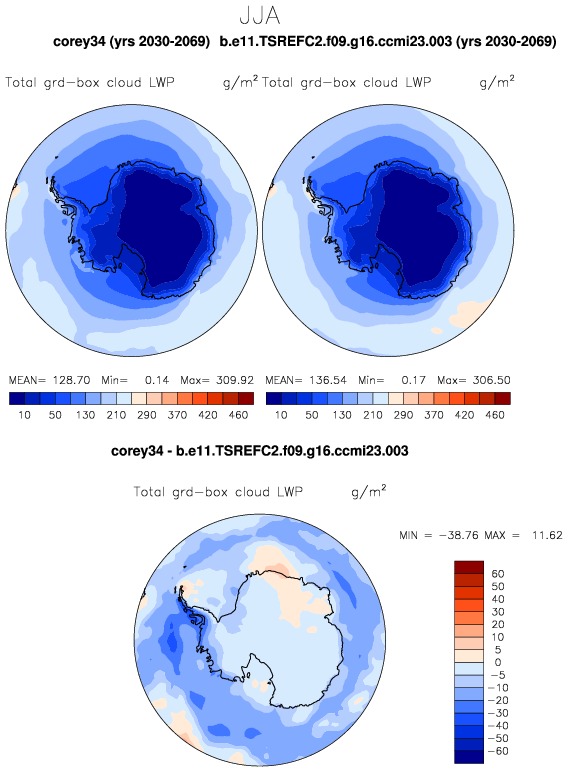 JJA
corey34 (yrs 2030-2069) b.e11.TSREFC2.f09.g16.ccmi23.003 (yrs 2030-2069)
Total grd-box cloud LWP g/m² Total grd-box cloud LWP g/m²
MEAN= 128.70 Min= 0.14 Max= 309.92 MEAN= 136.54 Min= 0.17 Max= 306.50
10 50 130 210 290 370 420 460 10 50 130 210 290 370 420 460
corey34 - b.e11.TSREFC2.f09.g16.ccmi23.003
Total grd-box cloud LWP g/m²
MIN = -38.76 MAX = 11.62
60
50
40
30
20
10
5
0
-5
-10
-20
-30
-40
-50
-60